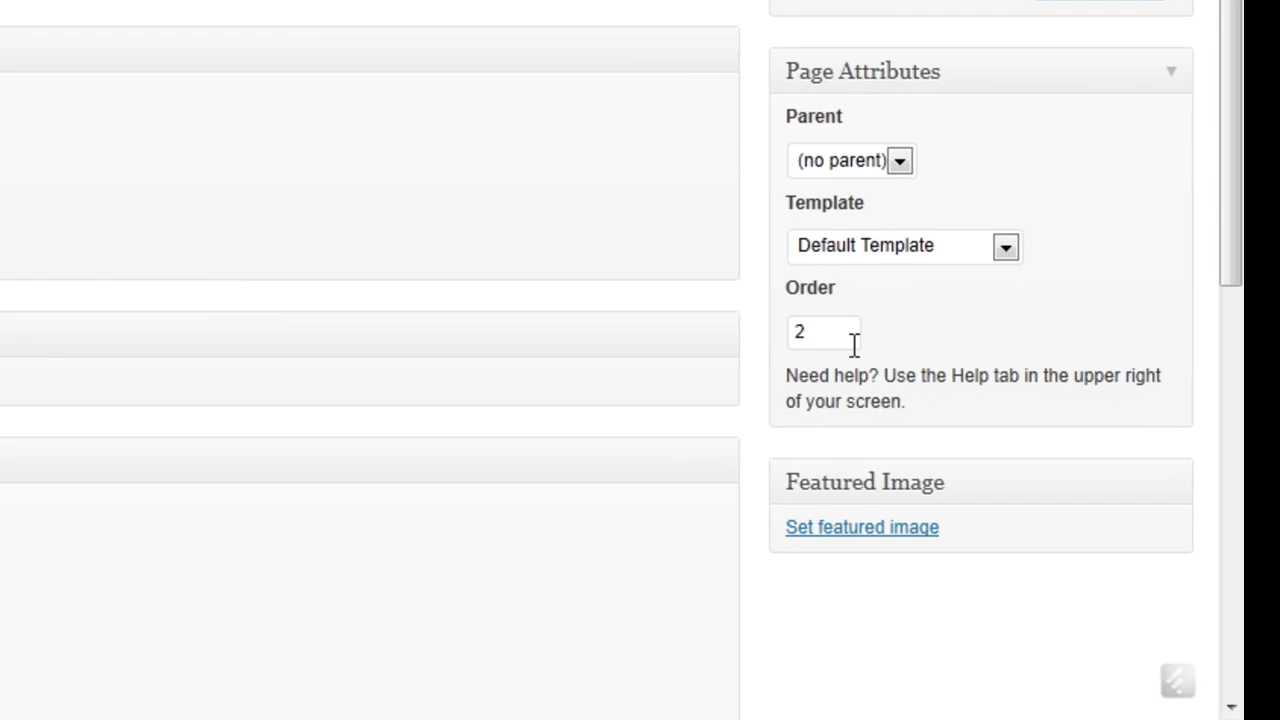 Page Attributes
Parent
(no parent)
Template
Default Template
Order
2
Need help? Use the Help tab in the upper right
of your screen.
Featured Image
Set featured image